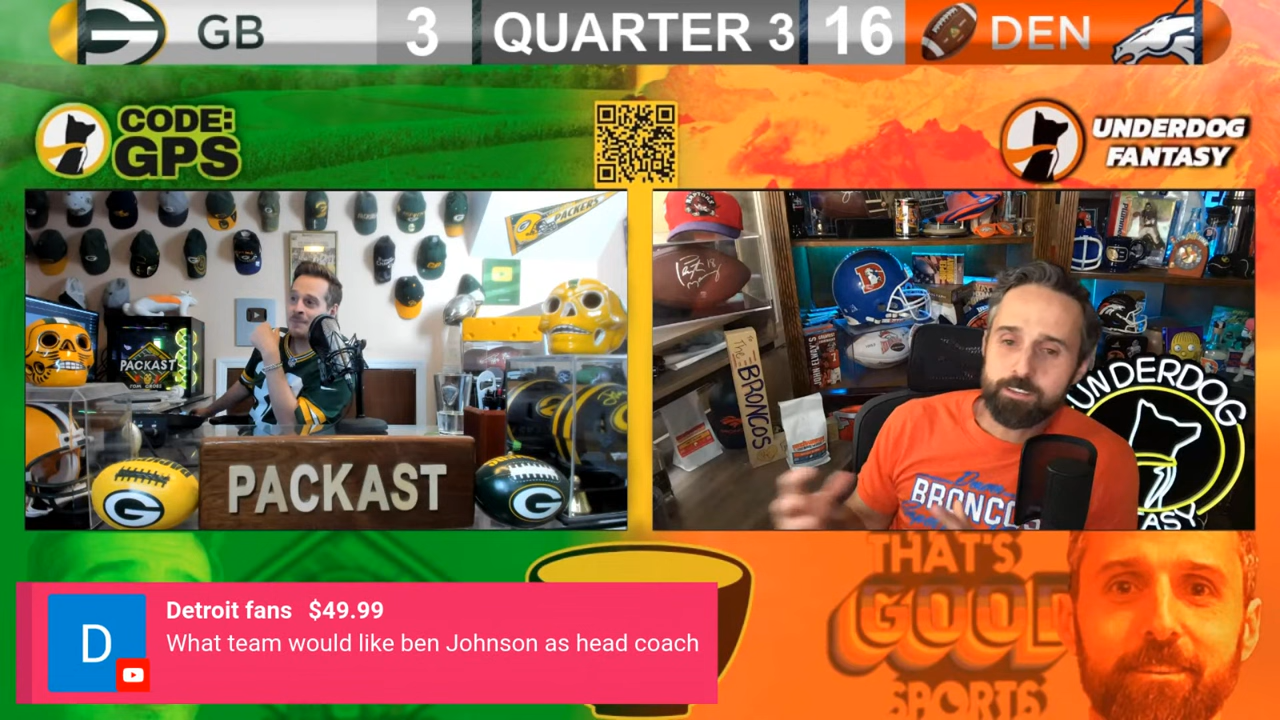 GB 3 QUARTER 3 16 DEN
CODE:
GPS
UNDERDOG
FANTASY
PACKERS
PACKAST
THE
BRONCOS
BRONCOS
UNDERDOG
PACKAST
G
G
THAT'S
GOOD
SPORTS
Detroit fans $49.99
D
What team would like ben Johnson as head coach